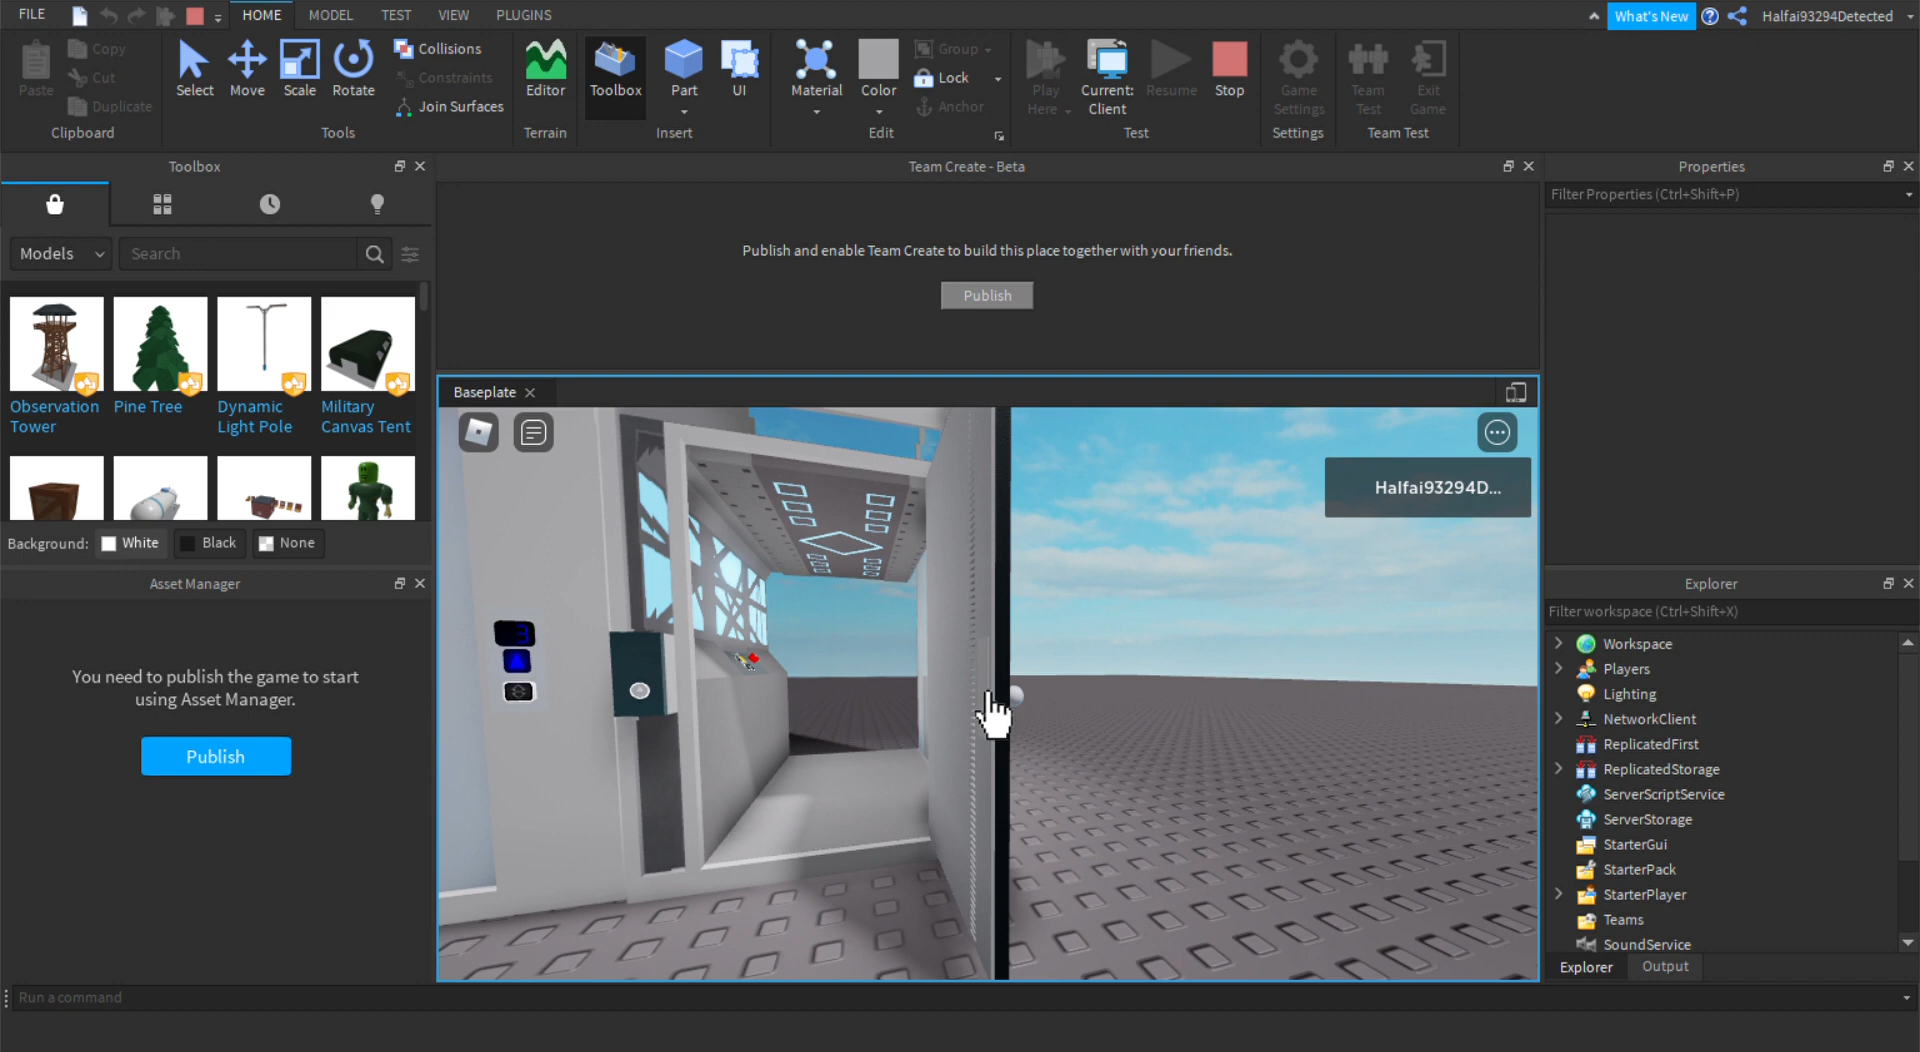 FILE
HOME
MODEL
TEST
VIEW
PLUGINS
What's New
Halfai93294Detected
Paste
Copy
Cut
Duplicate
Clipboard
Select
Move
Scale
Rotate
Collisions
Constraints
Join Surfaces
Tools
Editor
Terrain
Toolbox
Part
UI
Insert
Material
Color
Group
Lock
Anchor
Edit
Play
Here
Current:
Client
Resume
Stop
Test
Game
Settings
Settings
Team
Test
Exit
Game
Team Test
Toolbox
Models
Search
Observation
Tower
Pine Tree
Dynamic
Light Pole
Military
Canvas Tent
Background:
White
Black
None
Asset Manager
You need to publish the game to start
using Asset Manager.
Publish
Team Create - Beta
Publish and enable Team Create to build this place together with your friends.
Publish
Baseplate
Halfai93294D...
3
Properties
Filter Properties (Ctrl+Shift+P)
Explorer
Filter workspace (Ctrl+Shift+X)
Workspace
Players
Lighting
NetworkClient
ReplicatedFirst
ReplicatedStorage
ServerScriptService
ServerStorage
StarterGui
StarterPack
StarterPlayer
Teams
SoundService
Explorer
Output
Run a command